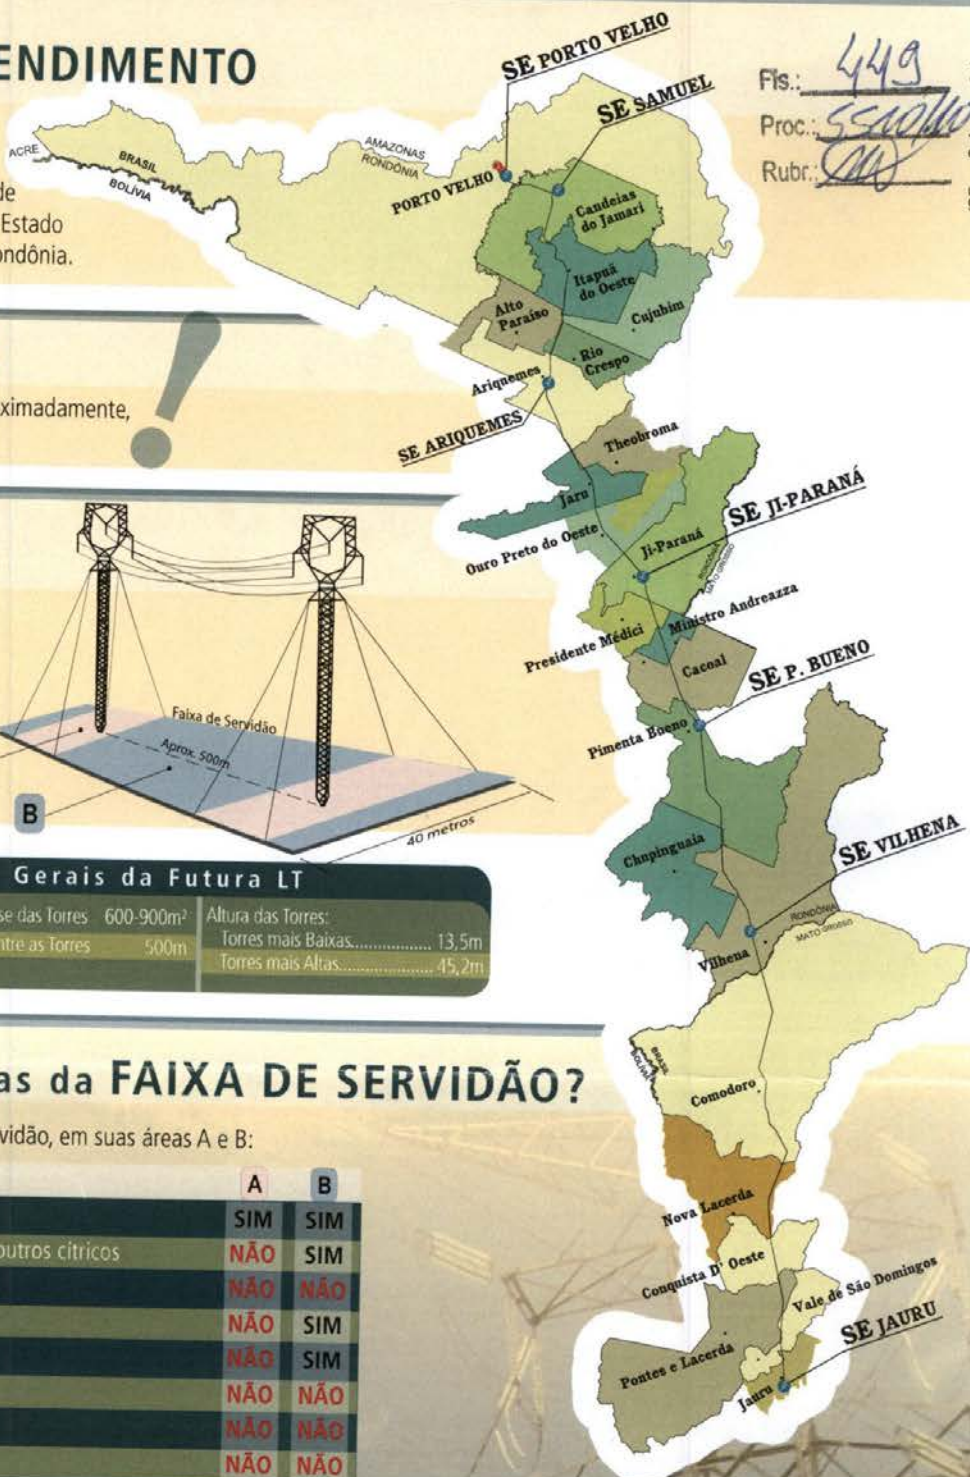 ENDIMENTO
de
Estado
ondônia.
Fls.: 449
Proc.:
Rubr.:
SE PORTO VELHO
SE SAMUEL
ACRE
BRASIL
BOLÍVIA
AMAZONAS
RONDÔNIA
PORTO VELHO
Candeias
do Jamari
Itapuã
do Oeste
Alto
Paraíso
Cujubim
Rio
Crespo
Ariquemes
SE ARIQUEMES
ximadamente,
Theobroma
Jaru
Ouro Preto do Oeste
Ji-Paraná
SE JI-PARANÁ
RONDÔNIA
MATO GROSSO
Ministro Andreazza
Presidente Médici
Cacoal
SE P. BUENO
Pimenta Bueno
Faixa de Servidão
Aprox. 500m
B
40 metros
Chupinguaia
SE VILHENA
RONDÔNIA
MATO GROSSO
Vilhena
Gerais da Futura LT
se das Torres 600-900m²
ntre as Torres 500m
Altura das Torres:
Torres mais Baixas................. 13,5m
Torres mais Altas..................... 45,2m
BRASIL
BOLÍVIA
Comodoro
as da FAIXA DE SERVIDÃO?
vidão, em suas áreas A e B:
A B
SIM SIM
outros cítricos NÃO SIM
NÃO NÃO
NÃO SIM
NÃO SIM
NÃO NÃO
NÃO NÃO
NÃO NÃO
Nova Lacerda
Conquista D' Oeste
Vale de São Domingos
Pontes e Lacerda
SE JAURU
Jauru